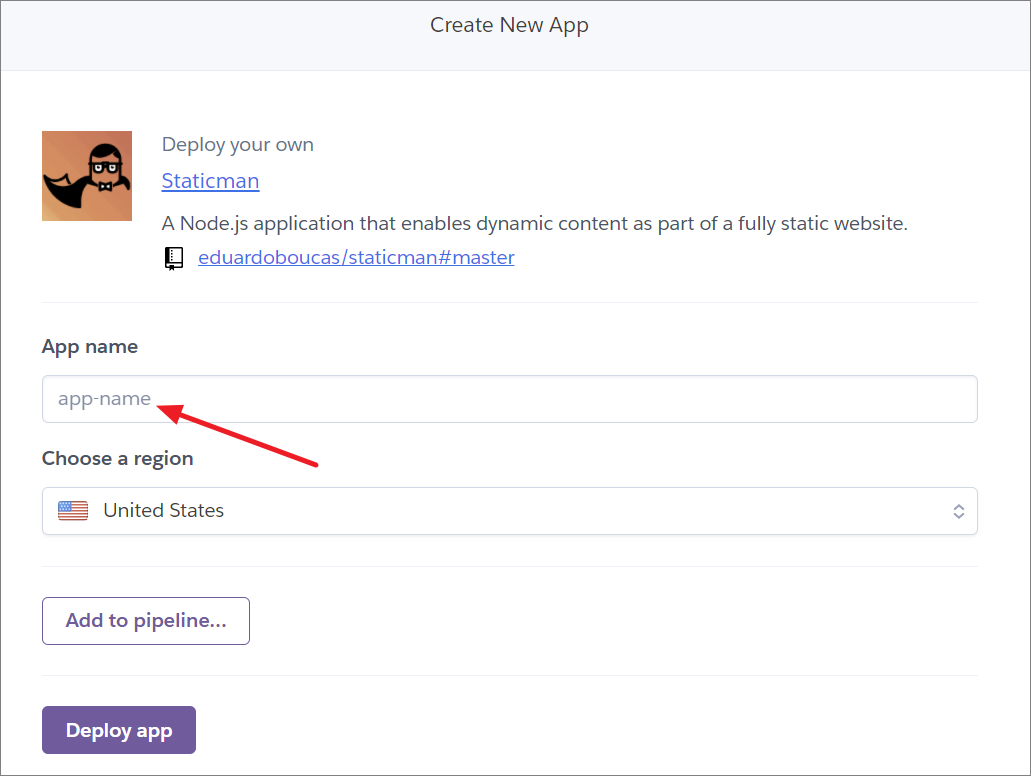 Create New App
Deploy your own
Staticman
A Node.js application that enables dynamic content as part of a fully static website.
eduardoboucas/staticman#master
App name
app-name
Choose a region
United States
Add to pipeline...
Deploy app